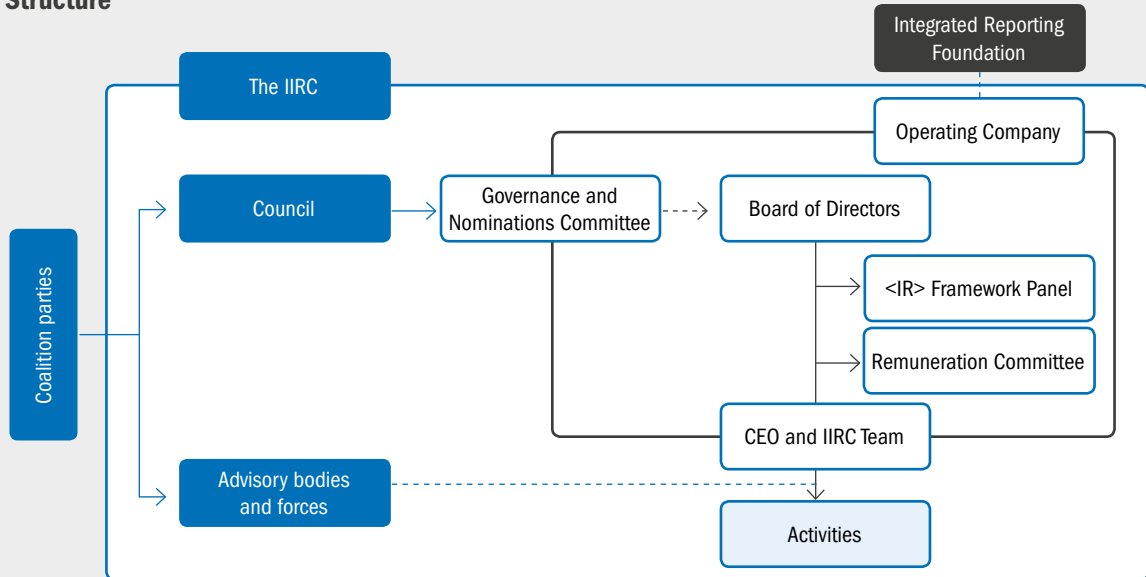 Structure
Integrated Reporting
Foundation
The IIRC
Operating Company
Council
Governance and
Nominations Committee
Board of Directors
<IR> Framework Panel
Coalition parties
Remuneration Committee
CEO and IIRC Team
Advisory bodies
and forces
Activities